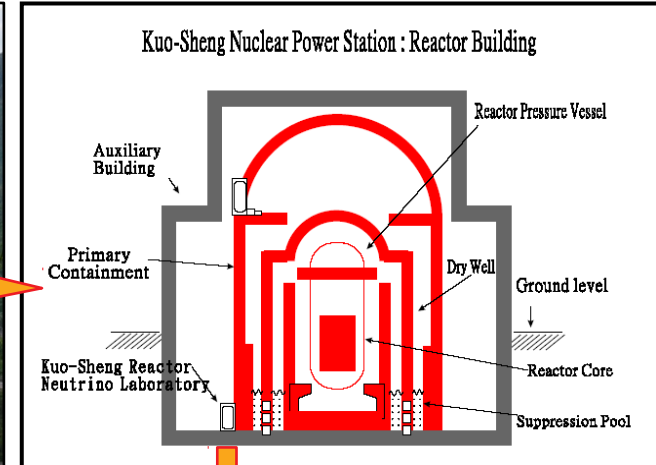 Kuo-Sheng Nuclear Power Station : Reactor Building
Reactor Pressure Vessel
Auxiliary
Building
Primary
Containment
Dry Well
Ground level
Kuo-Sheng Reactor
Neutrino Laboratory
Reactor Core
Suppression Pool